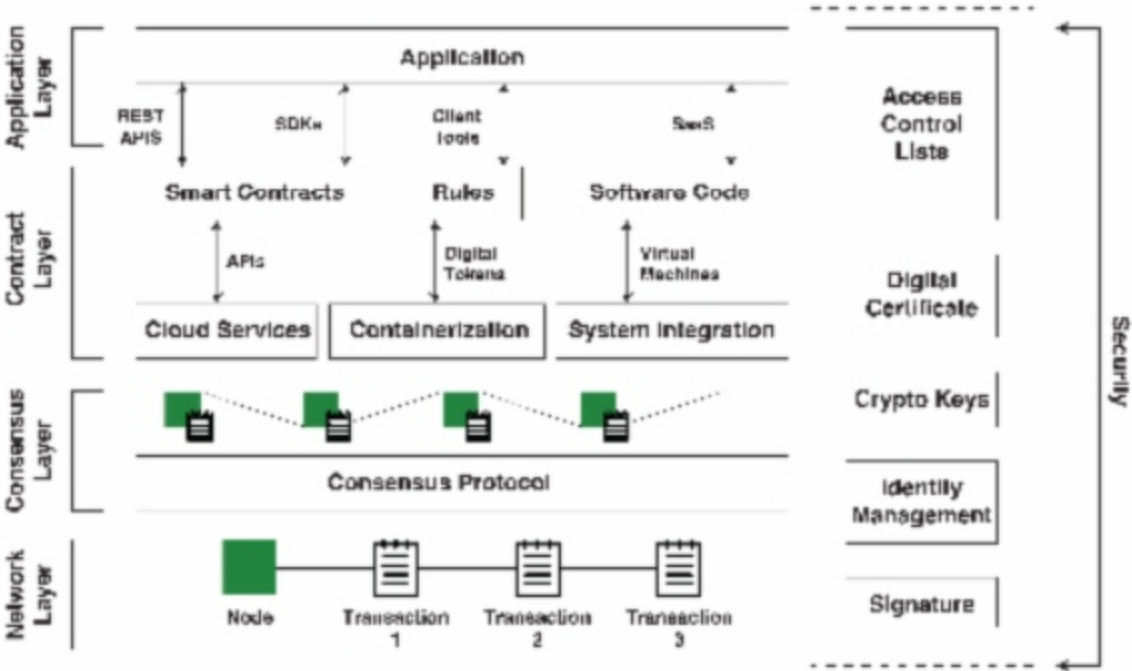 Application Layer
Application
REST
APIS
SDKs
Client
Tools
SaaS
Contract Layer
Smart Contracts
Rules
Software Code
APIs
Digital
Tokens
Virtual
Machines
Cloud Services
Containerization
System Integration
Consensus Layer
Consensus Protocol
Network Layer
Node
Transaction
1
Transaction
2
Transaction
3
Access
Control
Lists
Digital
Certificate
Crypto Keys
Identity
Management
Signature
Security